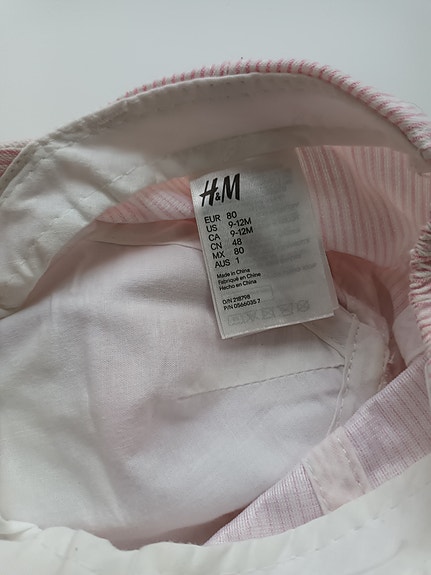 H&M
EUR 80
US 9-12M
CA 9-12M
CN 48
MX 80
AUS 1
Made in China
Fabriqué en Chine
Hecho en China
O/N 218798
P/N 0566035.7